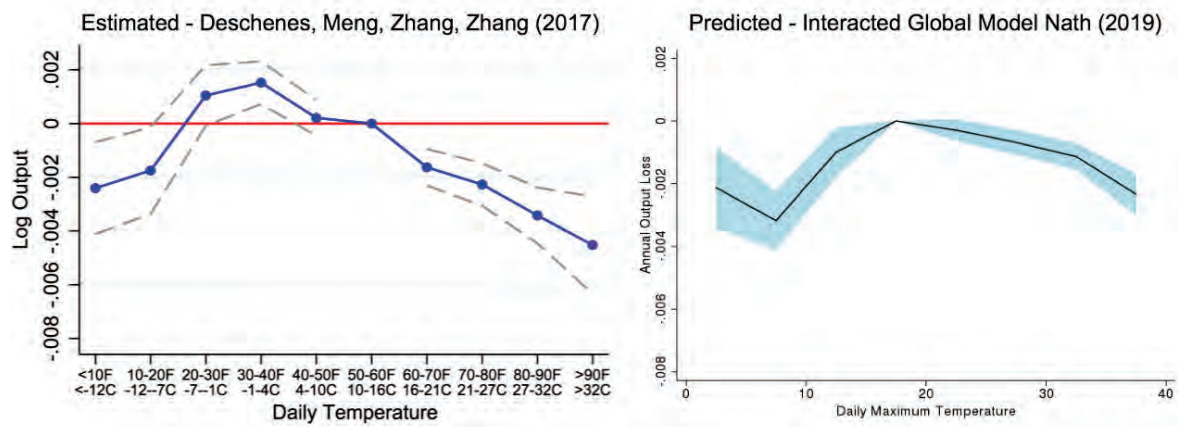 Estimated - Deschenes, Meng, Zhang, Zhang (2017)
Log Output
.002
0
-.002
-.004
-.006
-.008
<10F 10-20F 20-30F 30-40F 40-50F 50-60F 60-70F 70-80F 80-90F >90F
<-12C -12--7C -7--1C -1-4C 4-10C 10-16C 16-21C 21-27C 27-32C >32C
Daily Temperature
Predicted - Interacted Global Model Nath (2019)
Annual Output Loss
.002
0
-.002
-.004
-.006
-.008
0 10 20 30 40
Daily Maximum Temperature